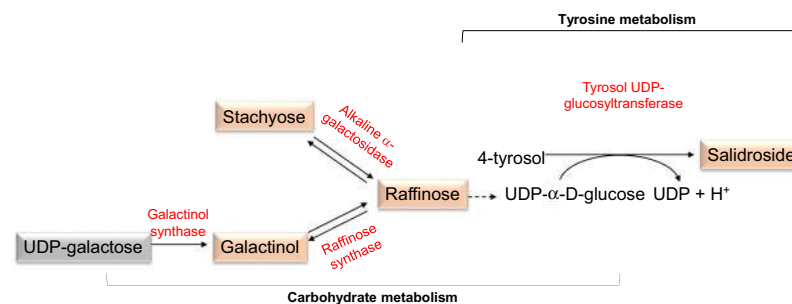 Tyrosine metabolism
Tyrosol UDP-
glucosyltransferase
Stachyose
Alkaline α-
galactosidase
4-tyrosol
Salidroside
Raffinose
UDP-α-D-glucose
UDP + H⁺
Galactinol
synthase
UDP-galactose
Galactinol
Raffinose
synthase
Carbohydrate metabolism